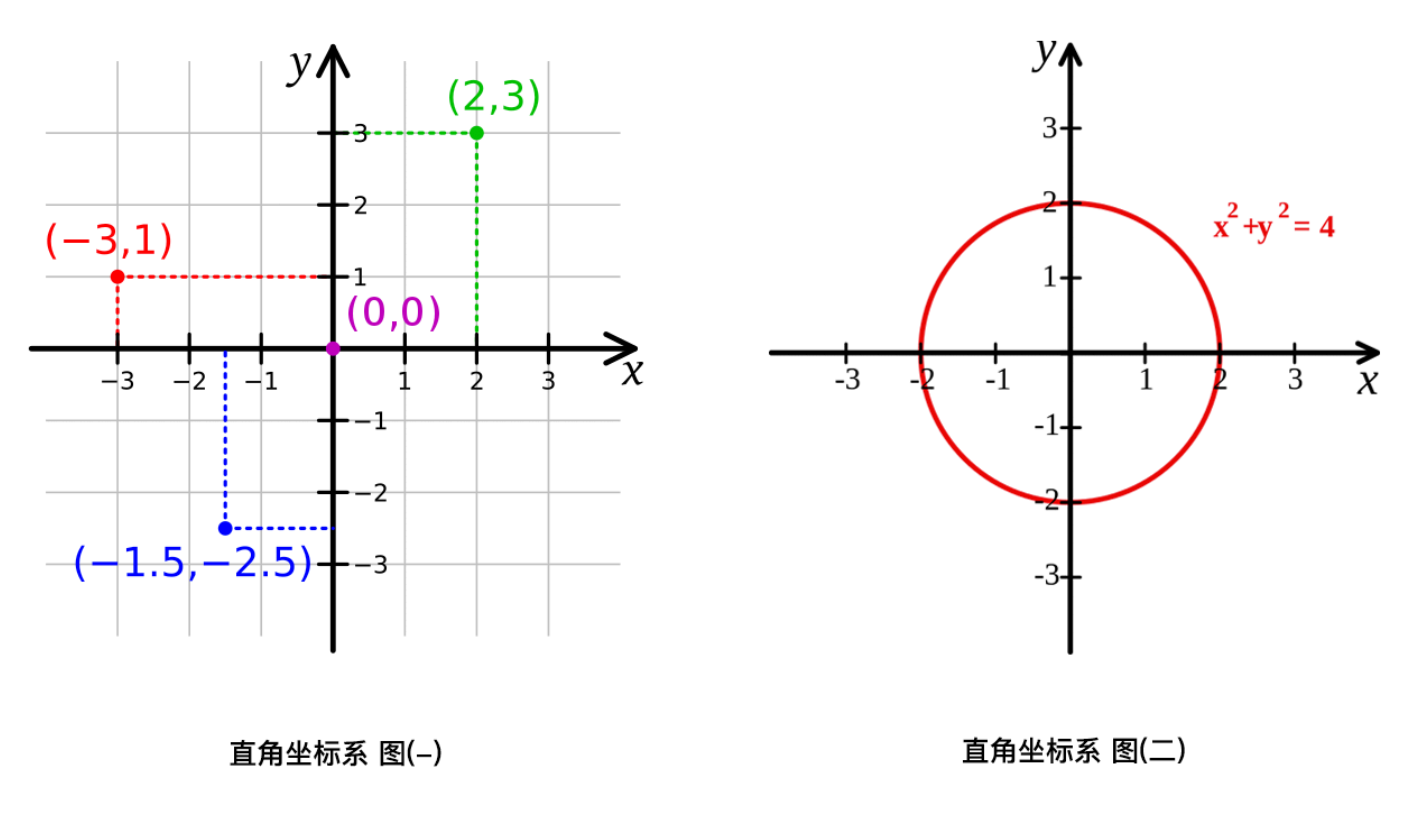 y
(2,3)
3
2
(−3,1)
1
(0,0)
−3 −2 −1 1 2 3
x
−1
−2
(−1.5,−2.5)
−3
直角坐标系 图(一)
y
3
2
x²+y²= 4
1
-3 -2 -1 1 2 3
x
-1
-2
-3
直角坐标系 图(二)